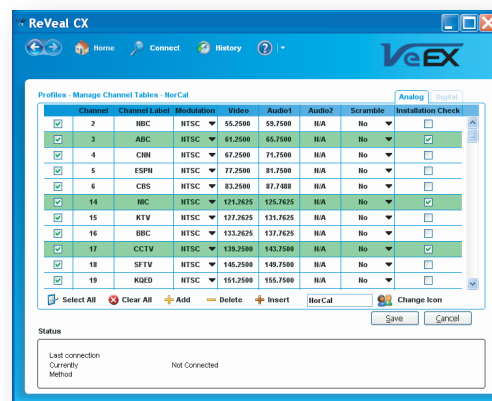 ReVeal CX
Home Connect History ?
VeEX
Profiles - Manage Channel Tables - NorCal Analog Digital
Channel Channel Label Modulation Video Audio1 Audio2 Scramble Installation Check
2 NBC NTSC 55.2500 59.7500 N/A No
3 ABC NTSC 61.2500 65.7500 N/A No
4 CNN NTSC 67.2500 71.7500 N/A No
5 ESPN NTSC 77.2500 81.7500 N/A No
6 CBS NTSC 83.2500 87.7488 N/A No
14 NIC NTSC 121.2625 125.7625 N/A No
15 KTV NTSC 127.2625 131.7625 N/A No
16 BBC NTSC 133.2625 137.7625 N/A No
17 CCTV NTSC 139.2500 143.7500 N/A No
18 SFTV NTSC 145.2500 149.7500 N/A No
19 KQED NTSC 151.2500 155.7500 N/A No
Select All Clear All Add Delete Insert NorCal Change Icon
Save Cancel
Status
Last connection
Currently Not Connected
Method